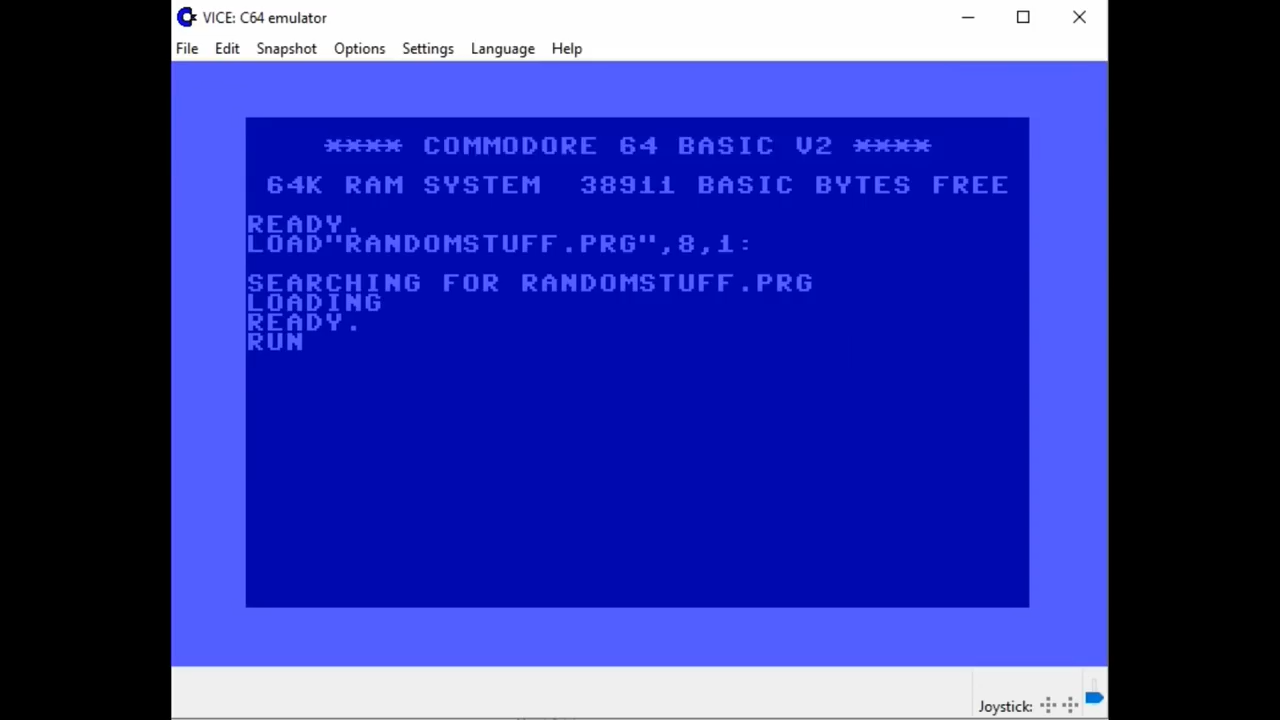 VICE: C64 emulator
File Edit Snapshot Options Settings Language Help
**** COMMODORE 64 BASIC V2 ****
64K RAM SYSTEM 38911 BASIC BYTES FREE
READY.
LOAD"RANDOMSTUFF.PRG",8,1:
SEARCHING FOR RANDOMSTUFF.PRG
LOADING
READY.
RUN
Joystick: